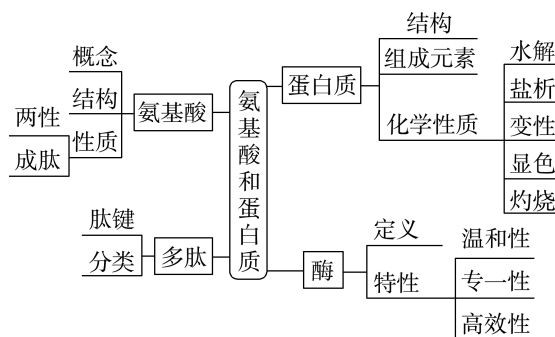 概念
结构
性质
两性
成肽
氨基酸
肽键
分类
多肽
氨基酸和蛋白质
蛋白质
结构
组成元素
化学性质
水解
盐析
变性
显色
灼烧
酶
定义
特性
温和性
专一性
高效性